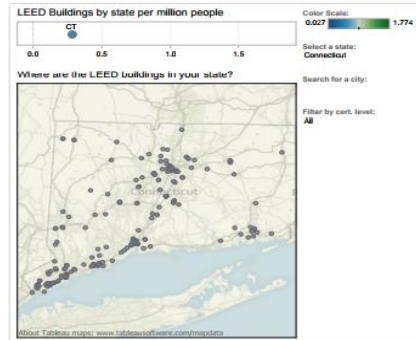 LEED Buildings by state per million people
CT
0.0 0.5 1.0 1.5
Where are the LEED buildings in your state?
Connecticut
About Tableau maps: www.tableausoftware.com/mapdata
Color Scale:
0.027 1.774
Select a state:
Connecticut
Search for a city:
Filter by cert. level:
All